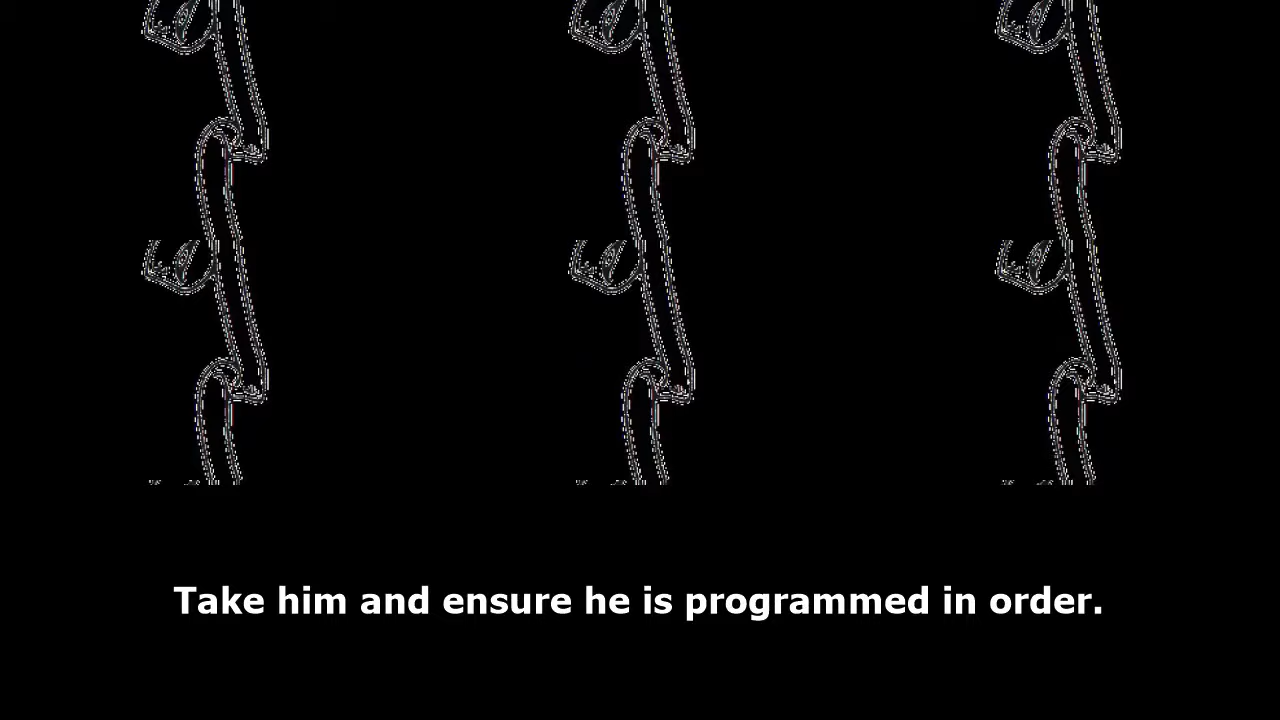 Take him and ensure he is programmed in order.